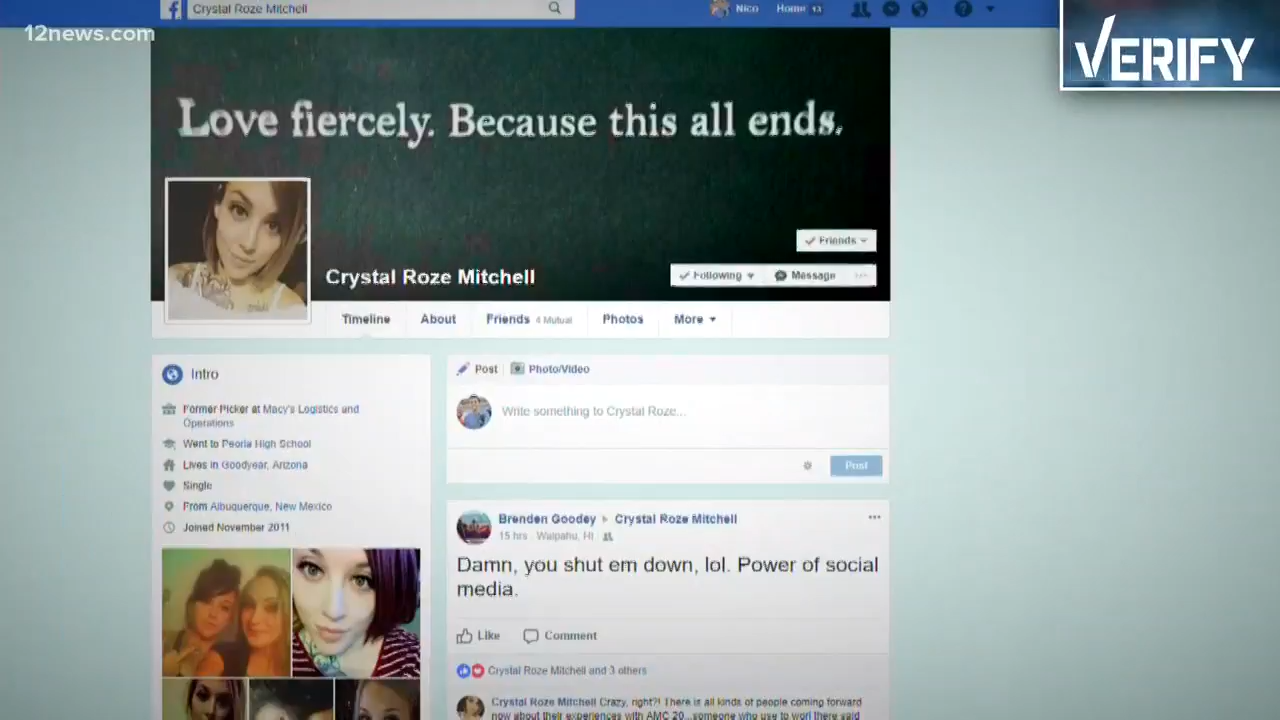 Crystal Roze Mitchell
Nico
Home 13
12news.com
VERIFY
Love fiercely. Because this all ends.
Friends
Crystal Roze Mitchell
Following
Message
Timeline
About
Friends 4 Mutual
Photos
More
Intro
Post
Photo/Video
Former Picker at Macy's Logistics and
Operations
Write something to Crystal Roze...
Went to Peoria High School
Lives in Goodyear, Arizona
Post
Single
From Albuquerque, New Mexico
Joined November 2011
Brenden Goodey Crystal Roze Mitchell
15 hrs · Waipahu, HI
Damn, you shut em down, lol. Power of social
media.
Like
Comment
Crystal Roze Mitchell and 3 others
Crystal Roze Mitchell Crazy, right?! There is all kinds of people coming forward
now about their experiences with AMC 20...someone who use to worl there said